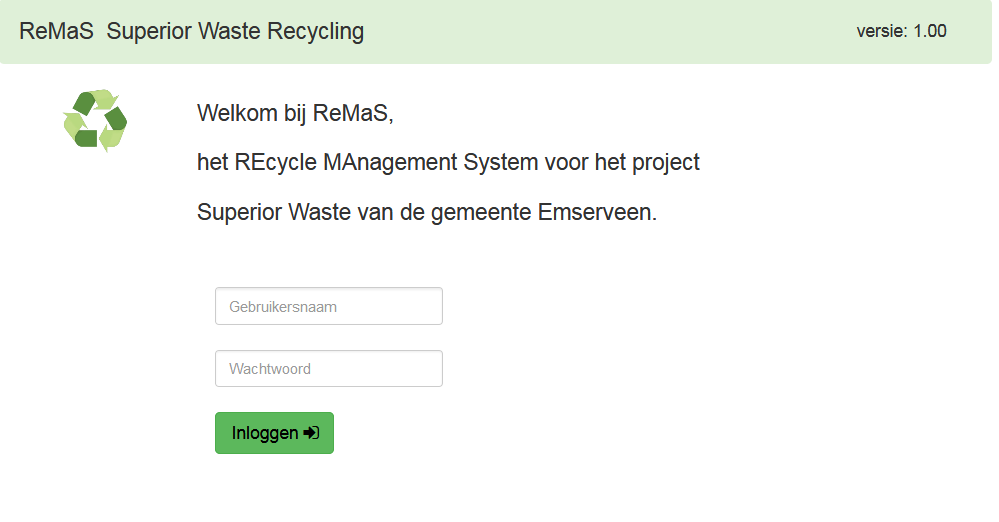 ReMaS Superior Waste Recycling
versie: 1.00
Welkom bij ReMaS,
het REcycle MAnagement System voor het project
Superior Waste van de gemeente Emserveen.
Gebruikersnaam
Wachtwoord
Inloggen